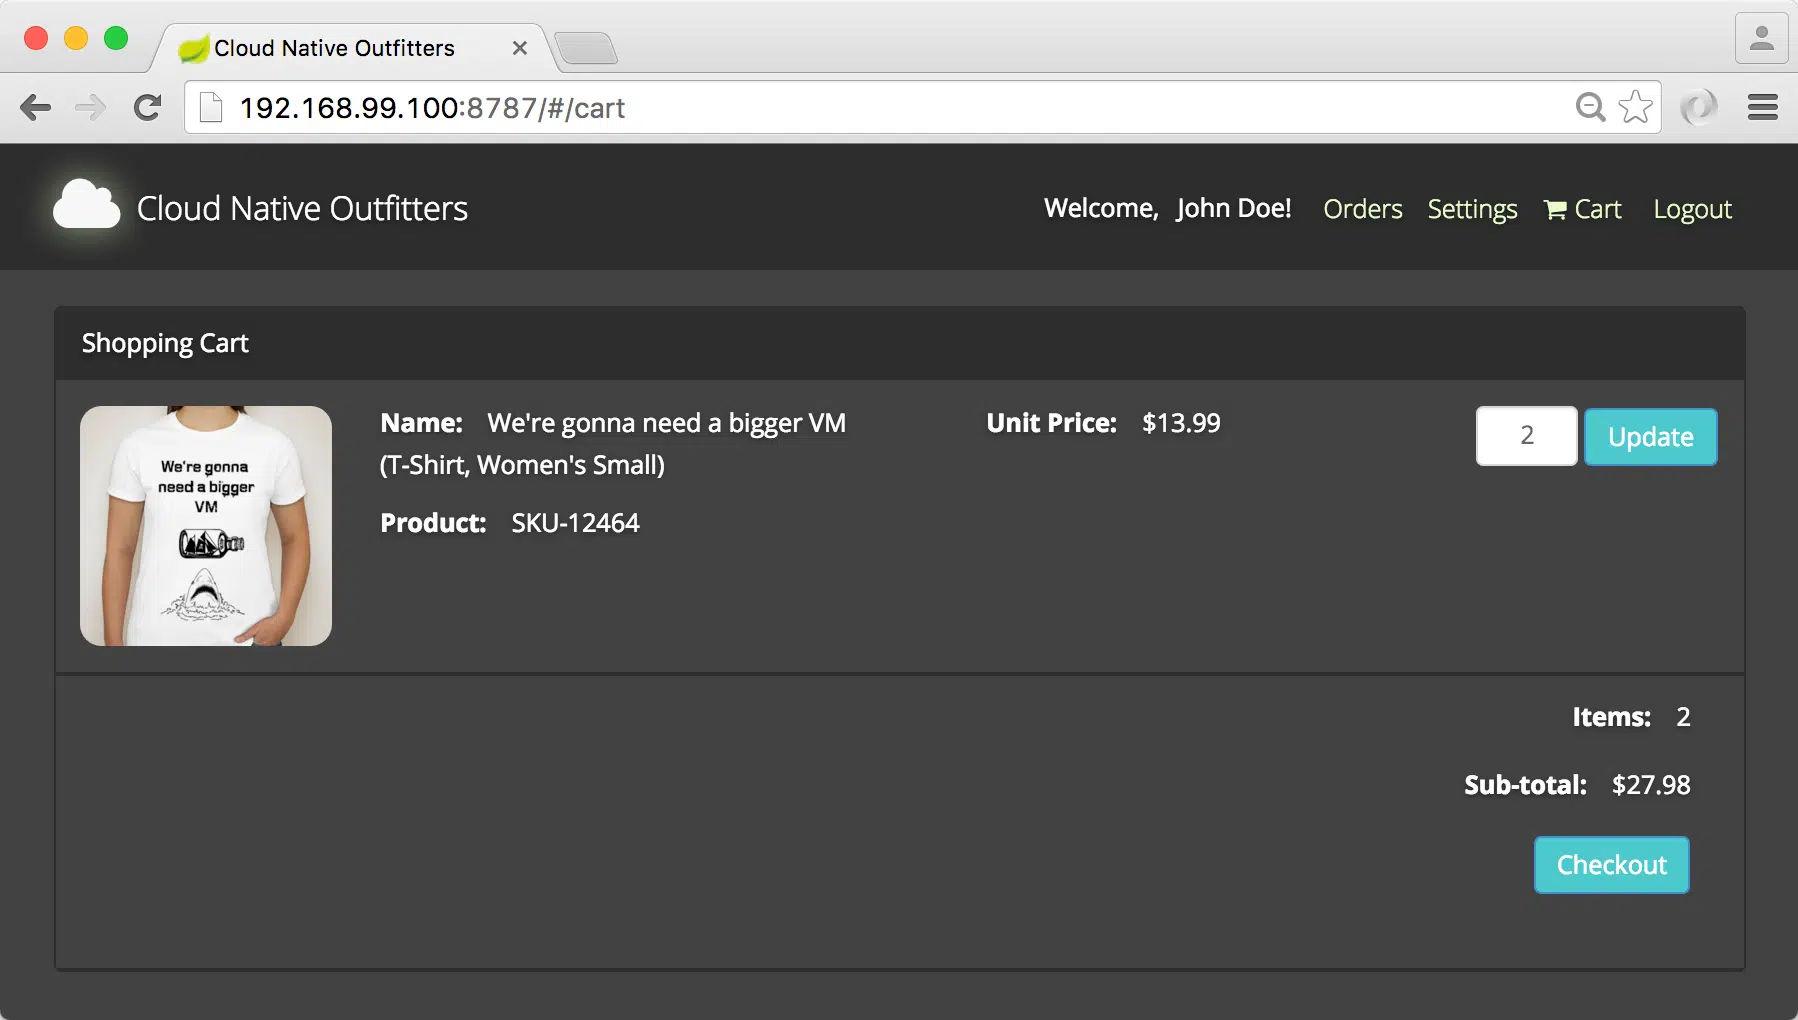 Cloud Native Outfitters
192.168.99.100:8787/#/cart
Cloud Native Outfitters
Welcome, John Doe! Orders Settings Cart Logout
Shopping Cart
We're gonna
need a bigger
VM
Name: We're gonna need a bigger VM
(T-Shirt, Women's Small)
Product: SKU-12464
Unit Price: $13.99
2 Update
Items: 2
Sub-total: $27.98
Checkout